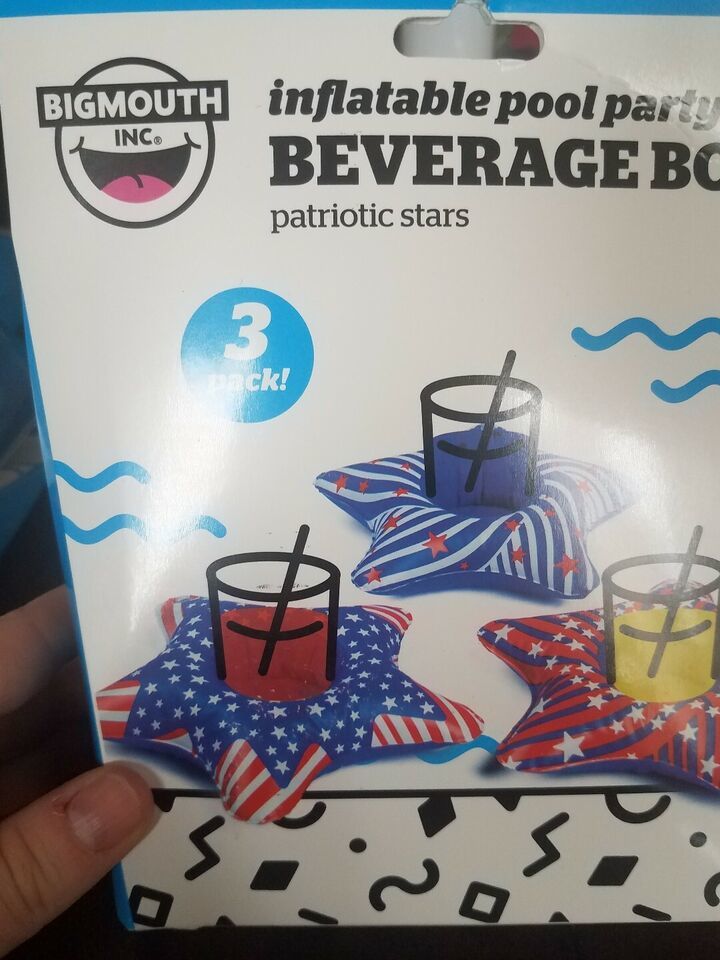 BIGMOUTH
INC®
inflatable pool party
BEVERAGE BO
patriotic stars
3
pack!